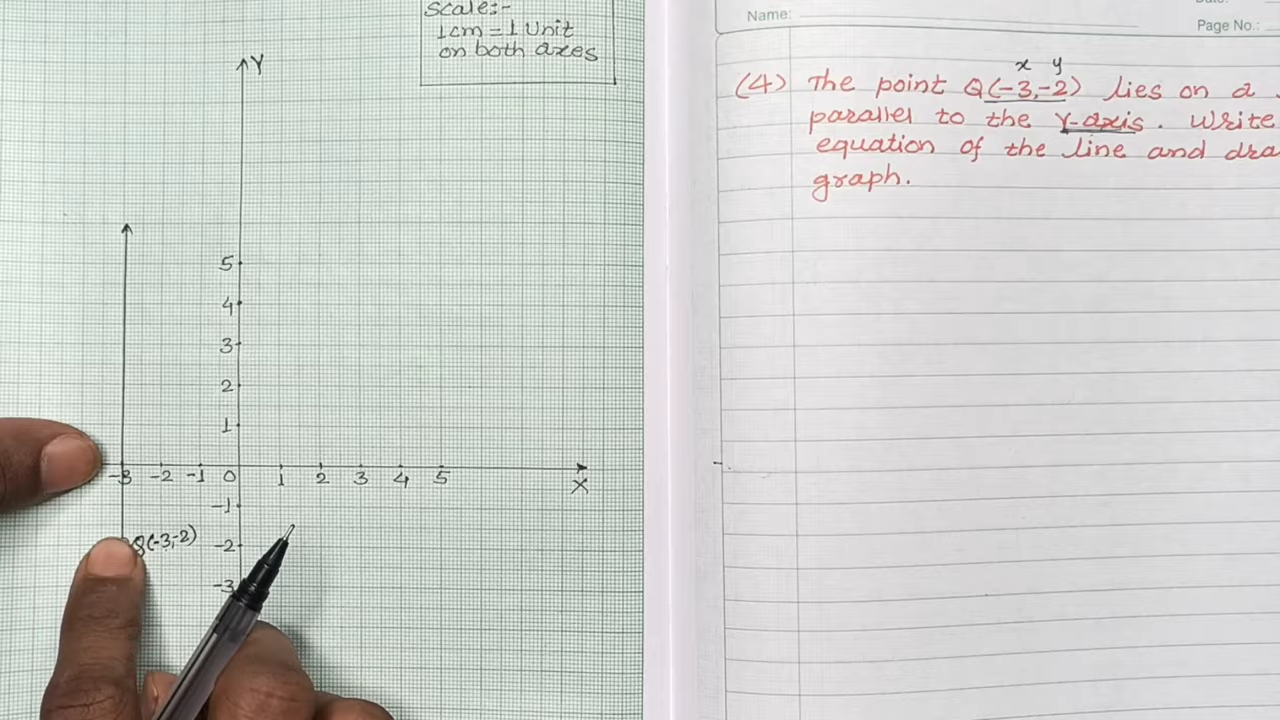 Scale:-
1cm = 1 Unit
on both axes
Y
5
4
3
2
1
-3 -2 -1 0 1 2 3 4 5
X
-1
Q(-3,-2)
-2
-3
Name:
Page No.:
x y
(4) The point Q(-3,-2) lies on a
parallel to the Y-axis. Write
equation of the line and
graph.